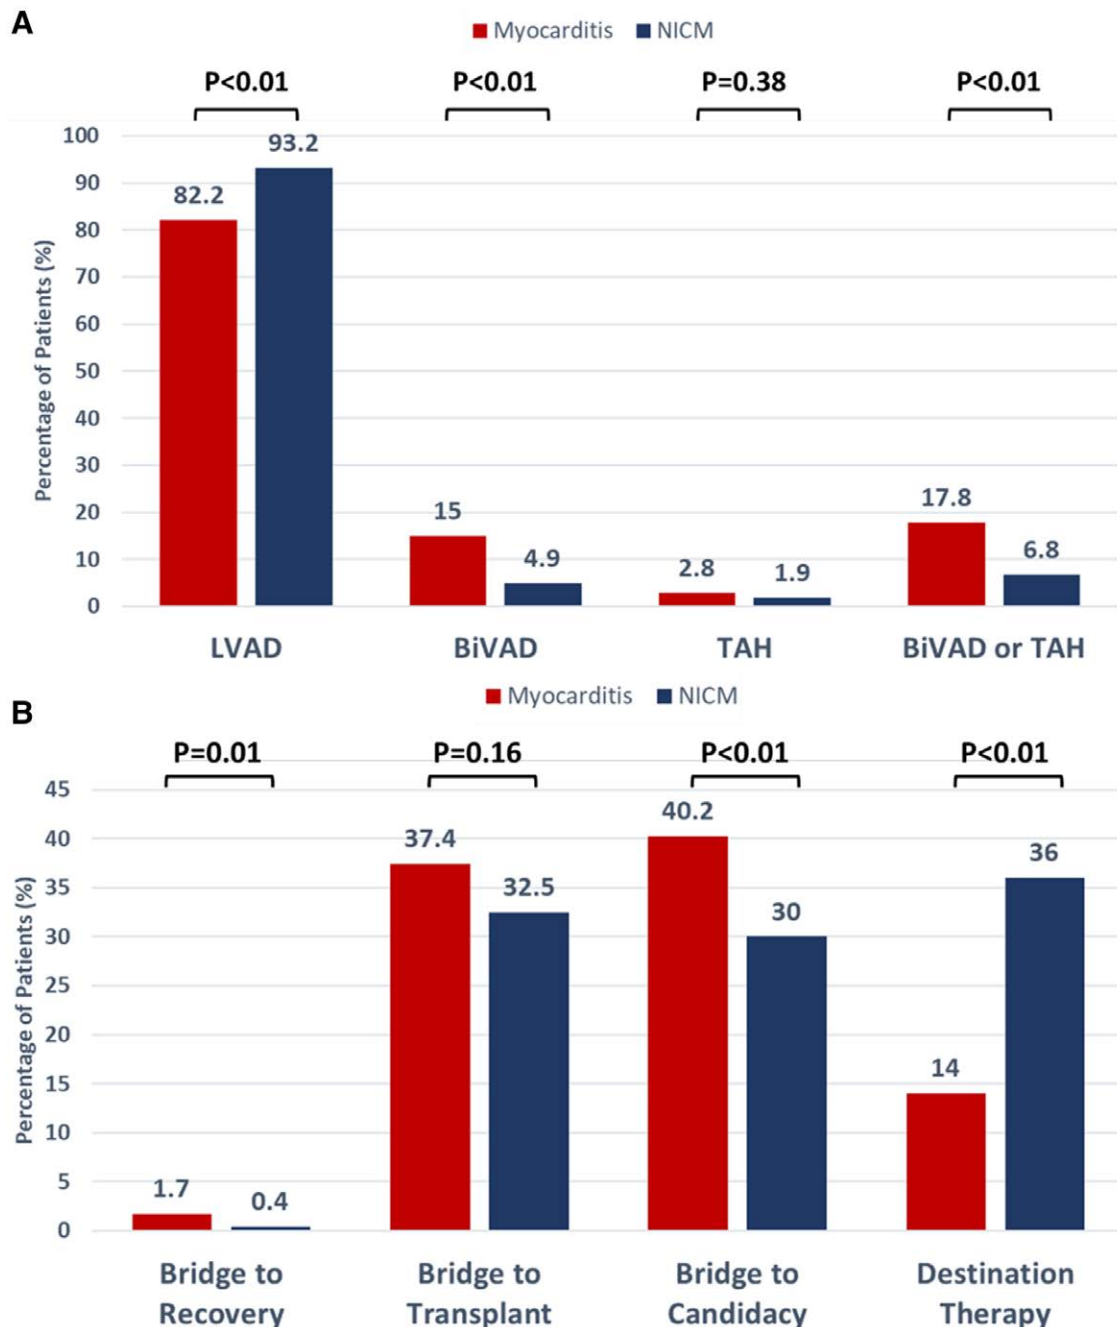 A
Myocarditis NICM
P<0.01 P<0.01 P=0.38 P<0.01
Percentage of Patients (%)
100
90
80
70
60
50
40
30
20
10
0
82.2 93.2
15 4.9
2.8 1.9
17.8 6.8
LVAD BiVAD TAH BiVAD or TAH
B
Myocarditis NICM
P=0.01 P=0.16 P<0.01 P<0.01
Percentage of Patients (%)
45
40
35
30
25
20
15
10
5
0
1.7 0.4
37.4 32.5
40.2 30
14 36
Bridge to
Recovery
Bridge to
Transplant
Bridge to
Candidacy
Destination
Therapy